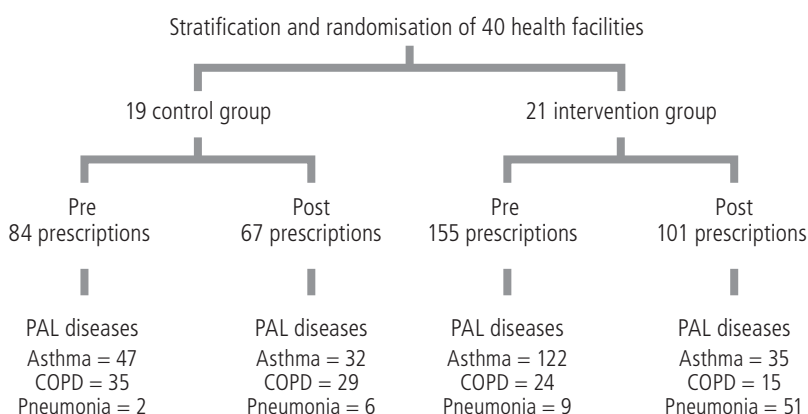 Stratification and randomisation of 40 health facilities
19 control group
21 intervention group
Pre
84 prescriptions
Post
67 prescriptions
Pre
155 prescriptions
Post
101 prescriptions
PAL diseases
Asthma = 47
COPD = 35
Pneumonia = 2
PAL diseases
Asthma = 32
COPD = 29
Pneumonia = 6
PAL diseases
Asthma = 122
COPD = 24
Pneumonia = 9
PAL diseases
Asthma = 35
COPD = 15
Pneumonia = 51